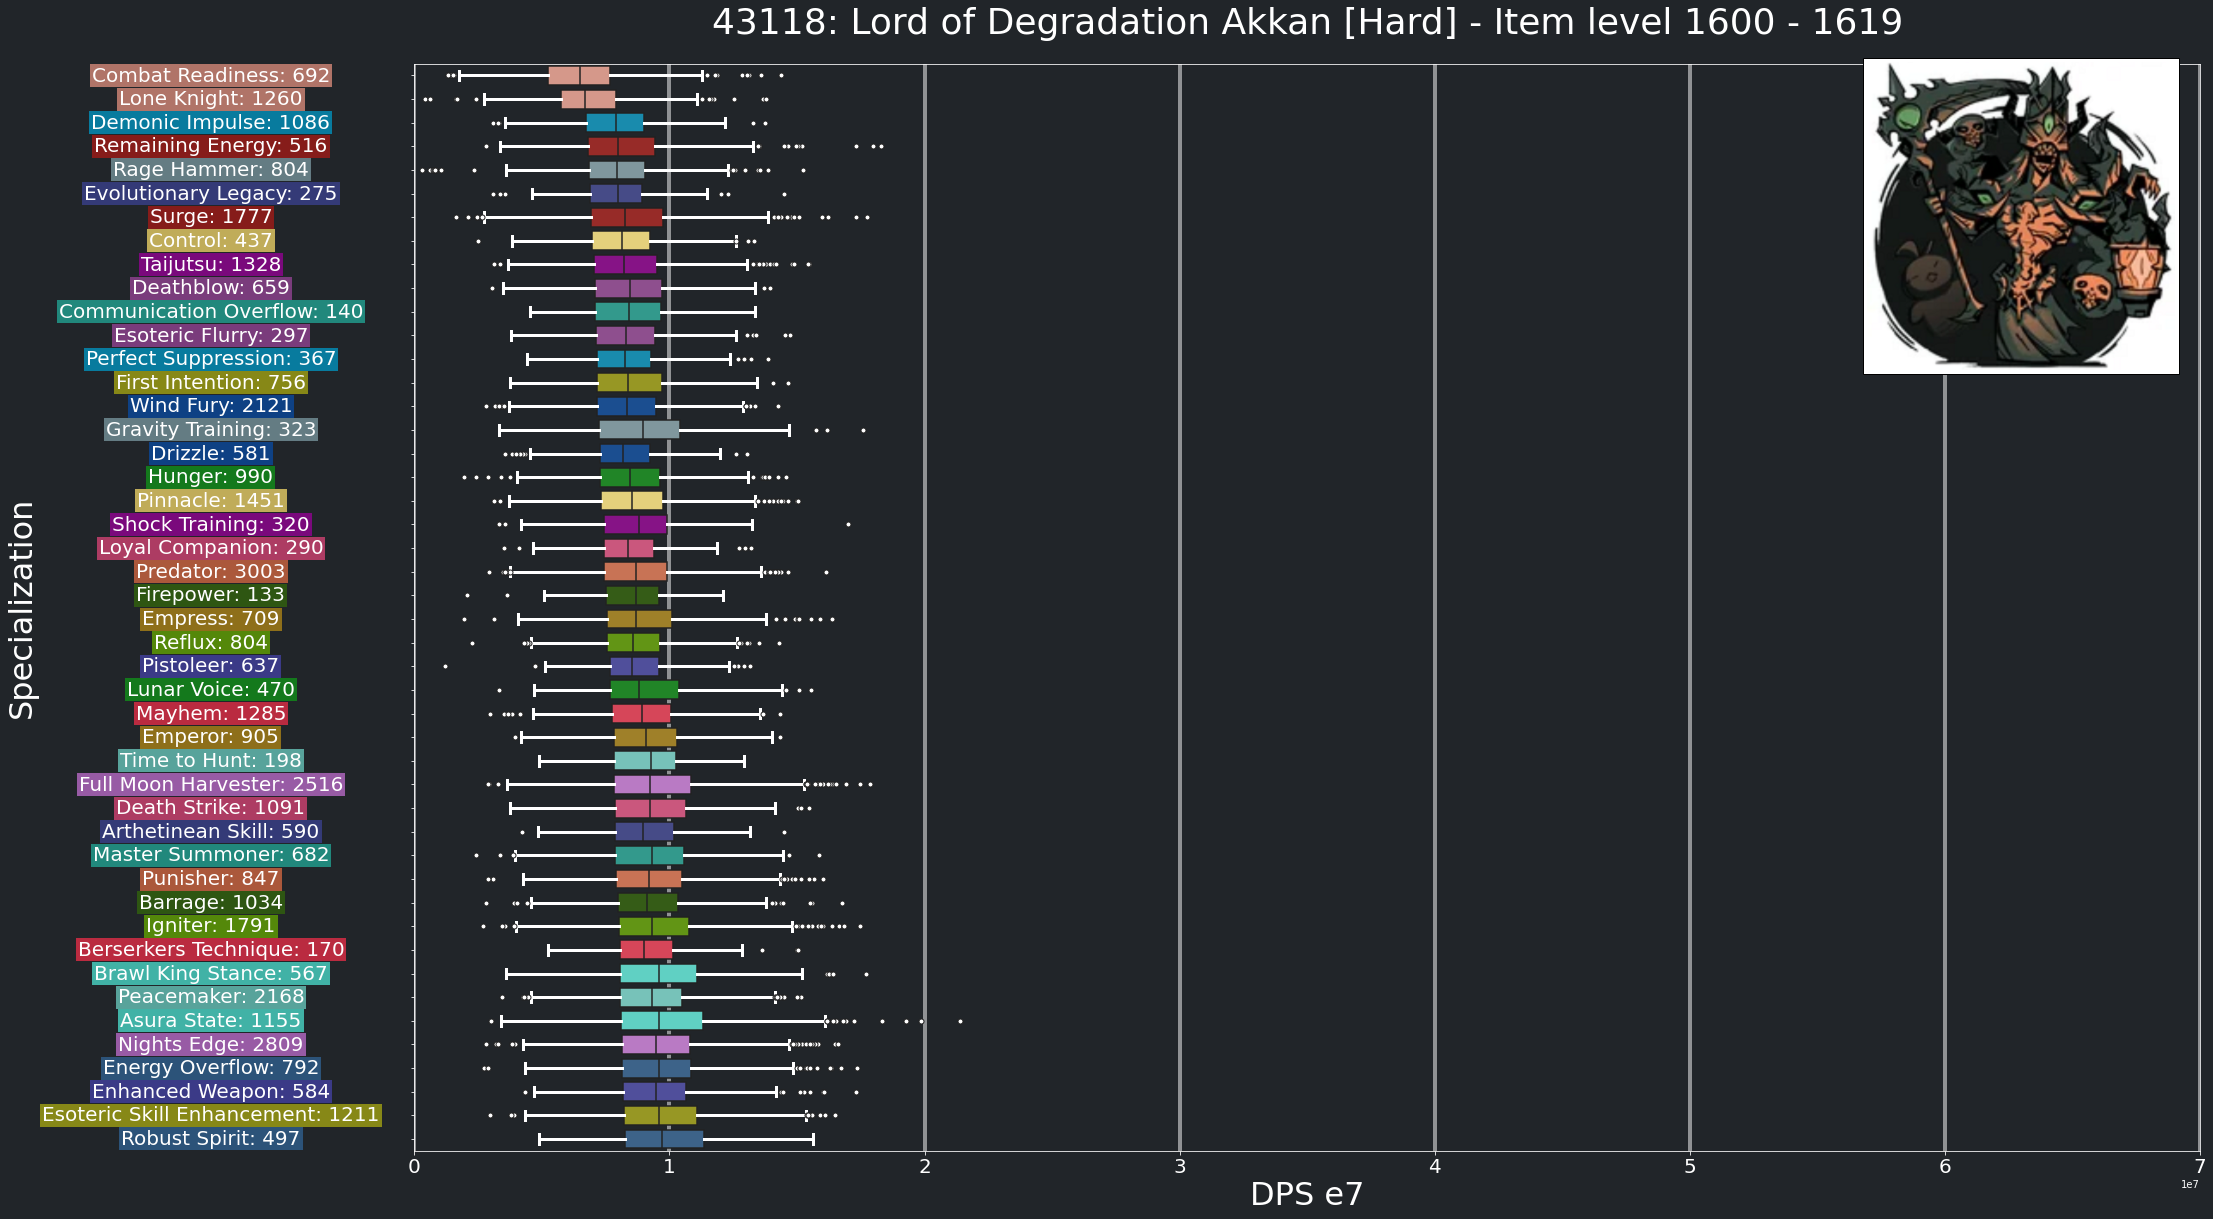 43118: Lord of Degradation Akkan [Hard] - Item level 1600 - 1619
Specialization
Combat Readiness: 692
Lone Knight: 1260
Demonic Impulse: 1086
Remaining Energy: 516
Rage Hammer: 804
Evolutionary Legacy: 275
Surge: 1777
Control: 437
Taijutsu: 1328
Deathblow: 659
Communication Overflow: 140
Esoteric Flurry: 297
Perfect Suppression: 367
First Intention: 756
Wind Fury: 2121
Gravity Training: 323
Drizzle: 581
Hunger: 990
Pinnacle: 1451
Shock Training: 320
Loyal Companion: 290
Predator: 3003
Firepower: 133
Empress: 709
Reflux: 804
Pistoleer: 637
Lunar Voice: 470
Mayhem: 1285
Emperor: 905
Time to Hunt: 198
Full Moon Harvester: 2516
Death Strike: 1091
Arthetinean Skill: 590
Master Summoner: 682
Punisher: 847
Barrage: 1034
Igniter: 1791
Berserkers Technique: 170
Brawl King Stance: 567
Peacemaker: 2168
Asura State: 1155
Nights Edge: 2809
Energy Overflow: 792
Enhanced Weapon: 584
Esoteric Skill Enhancement: 1211
Robust Spirit: 497
0 1 2 3 4 5 6 7
1e7
DPS e7